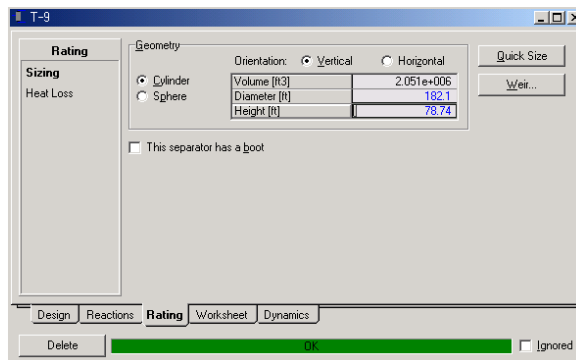 T-9
Rating
Sizing
Heat Loss
Geometry
Orientation: Vertical Horizontal
Cylinder
Sphere
Volume [ft3] 2.051e+006
Diameter [ft] 182.1
Height [ft] 78.74
Quick Size
Weir...
This separator has a boot
Design Reactions Rating Worksheet Dynamics
Delete OK Ignored